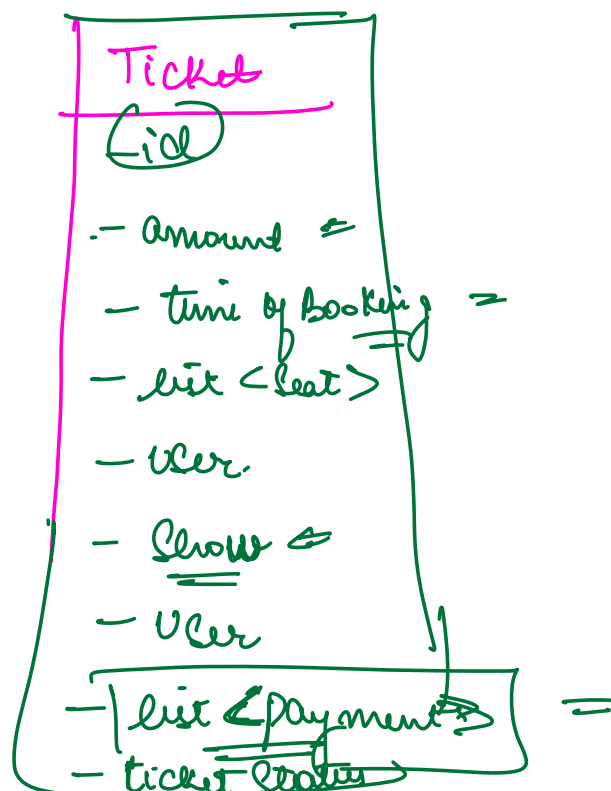 Ticket
- id
- amount
- time of Booking
- list <Seat>
- User.
- Show
- User
- list <payment>
- ticket Status